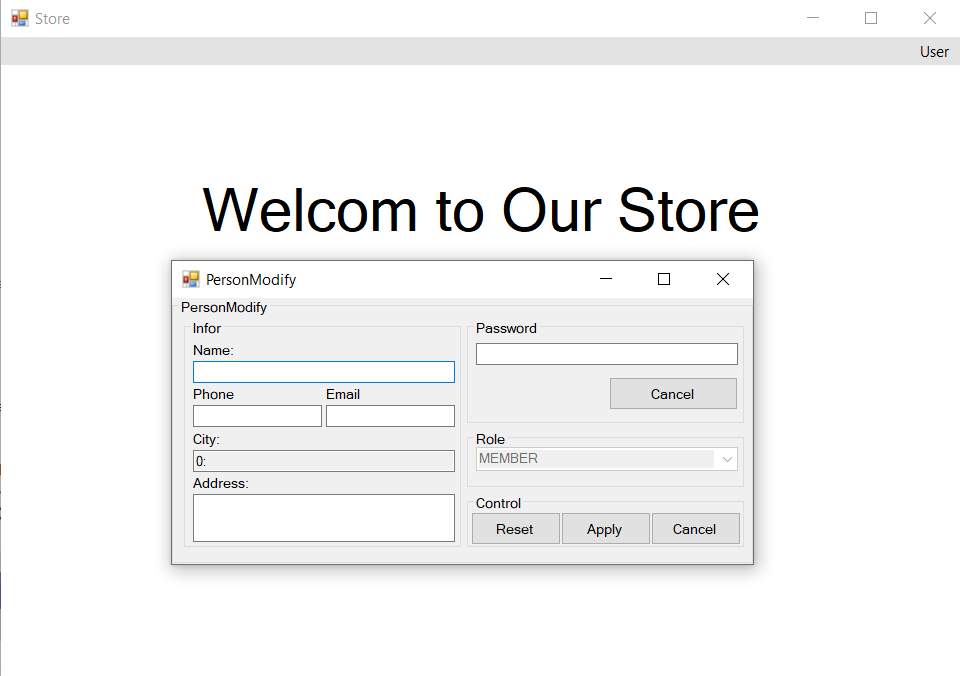 Store
User
Welcom to Our Store
PersonModify
PersonModify
Infor
Name:
Phone Email
City:
0:
Address:
Password
Cancel
Role
MEMBER
Control
Reset Apply Cancel